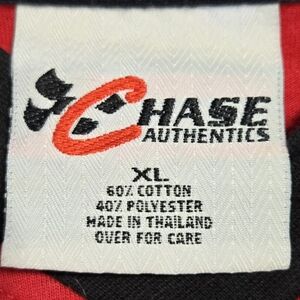 CHASE
AUTHENTICS
XL
60% COTTON
40% POLYESTER
MADE IN THAILAND
OVER FOR CARE